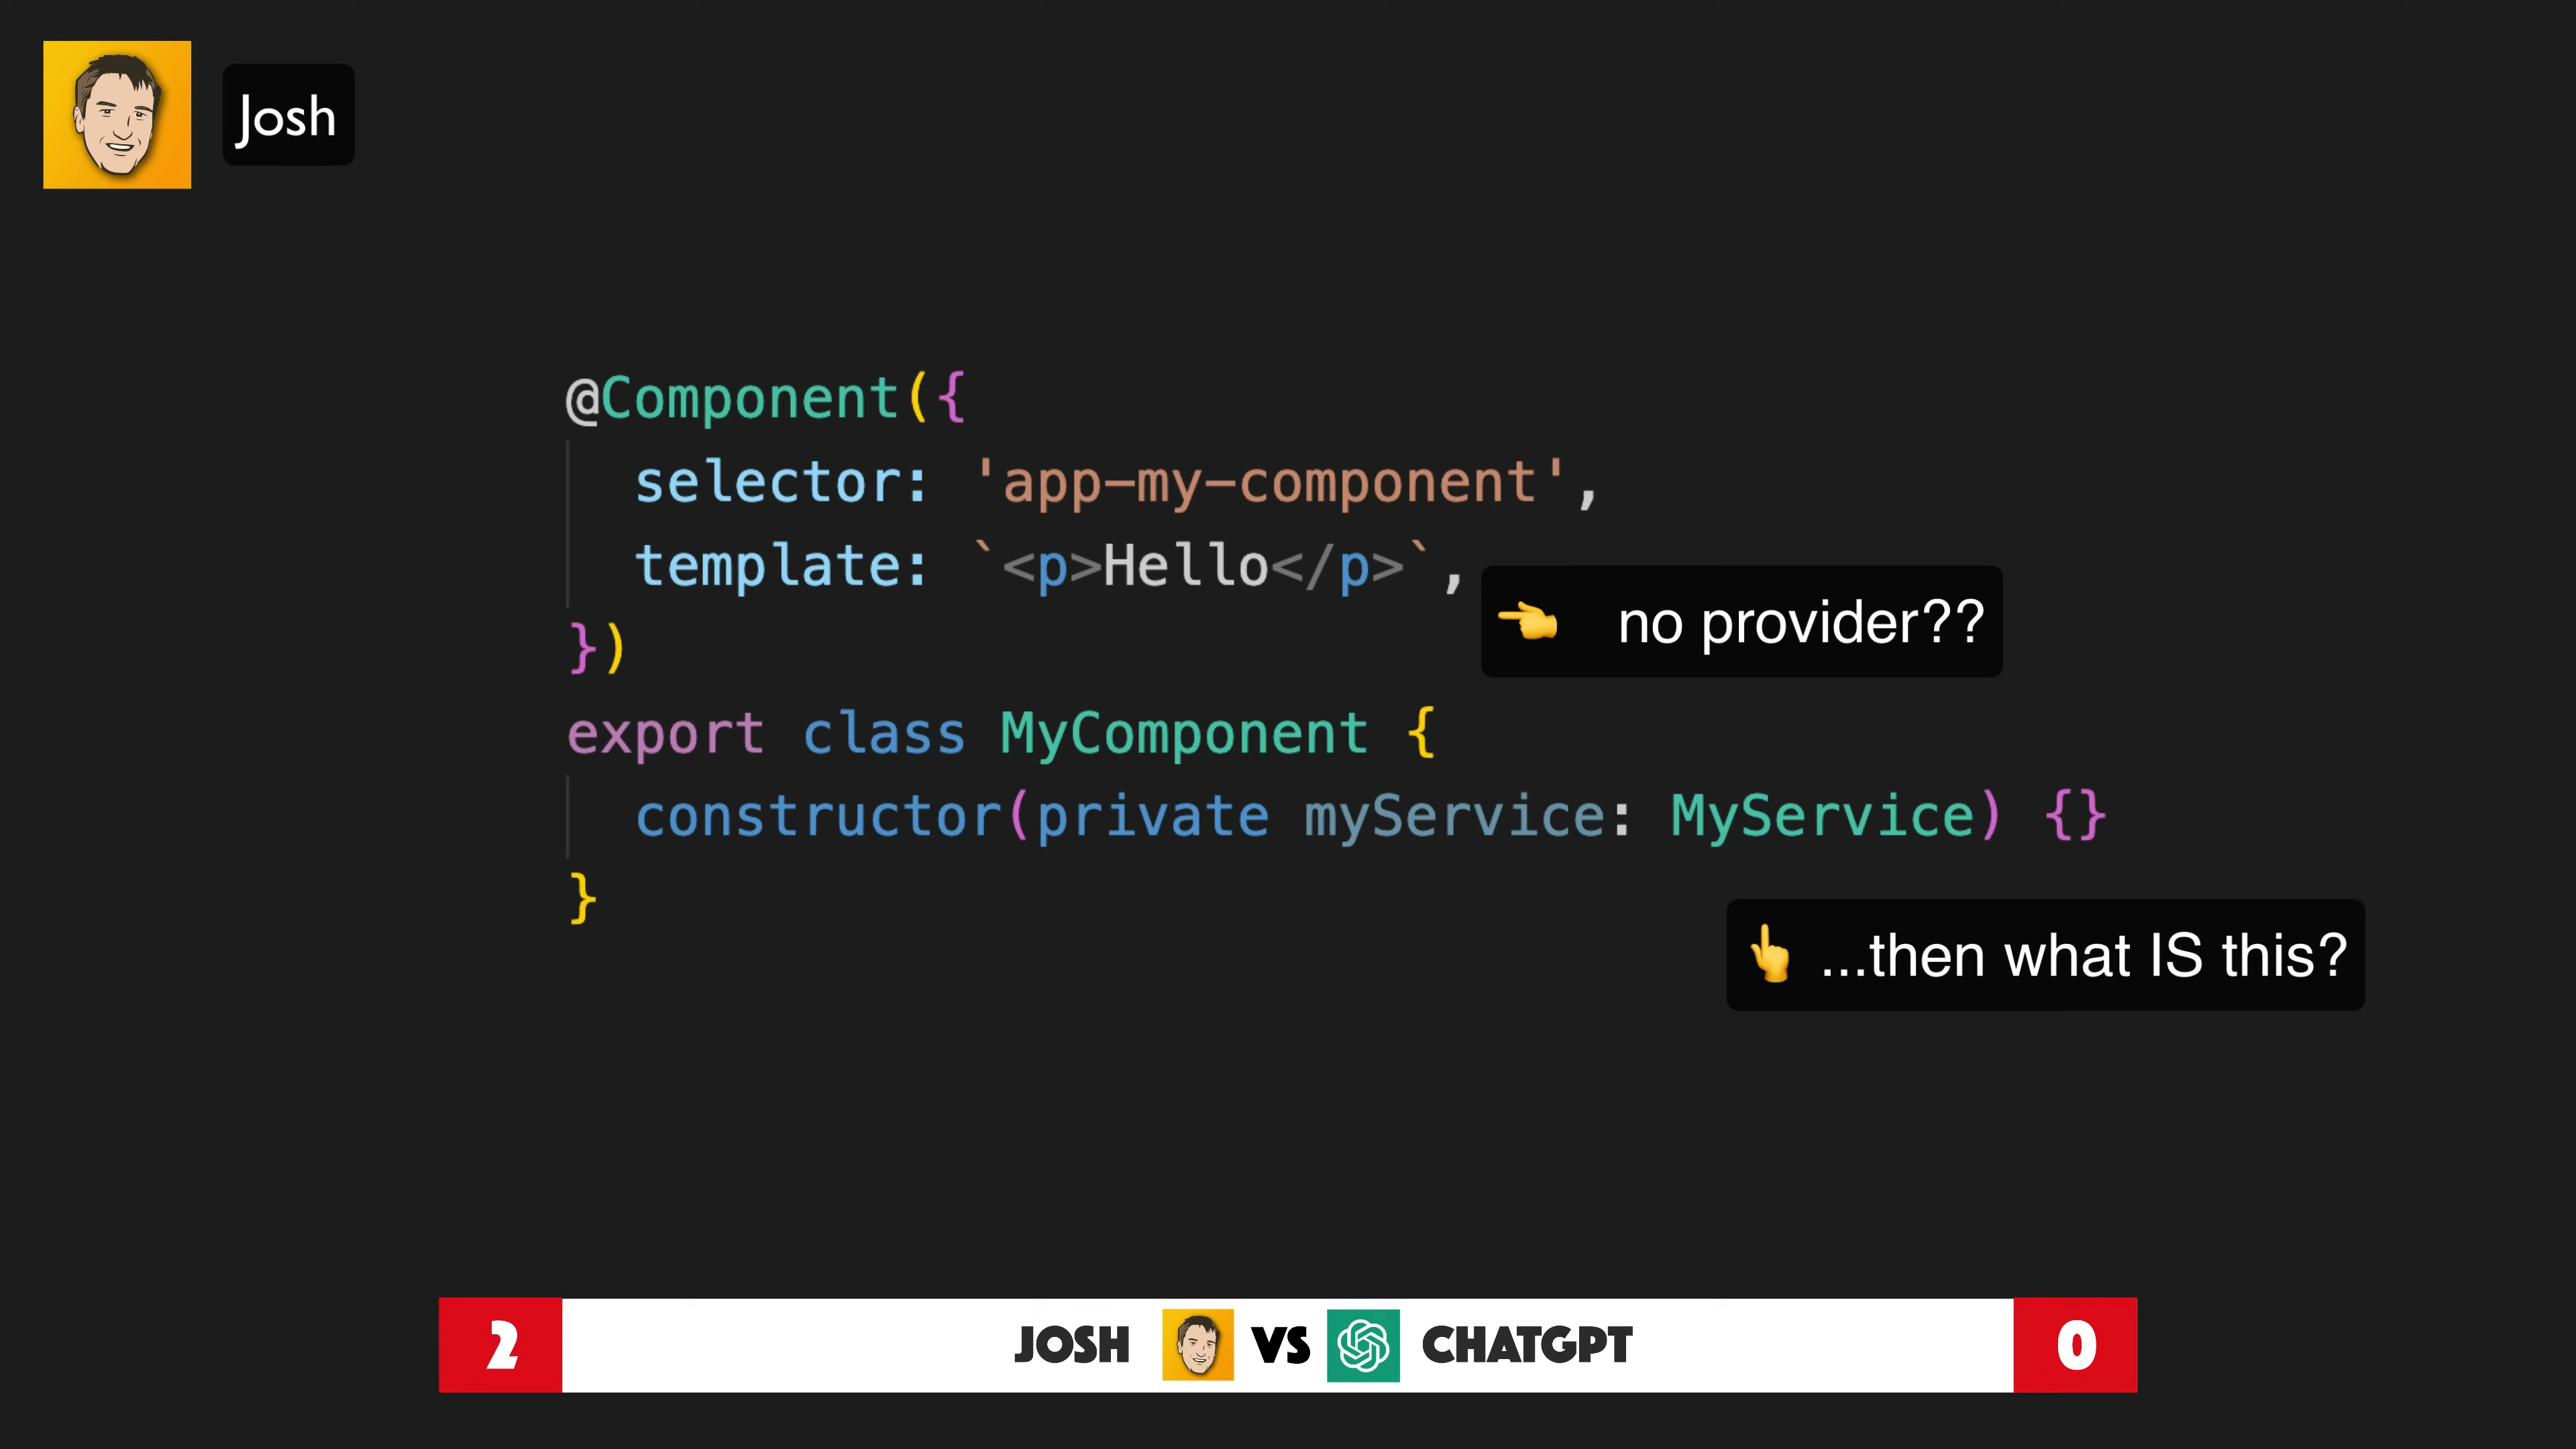 Josh
@Component({
selector: 'app-my-component',
template: `<p>Hello</p>`,
👈 no provider??
})
export class MyComponent {
constructor(private myService: MyService) {}
}
👆 ...then what IS this?
2 JOSH VS CHATGPT 0